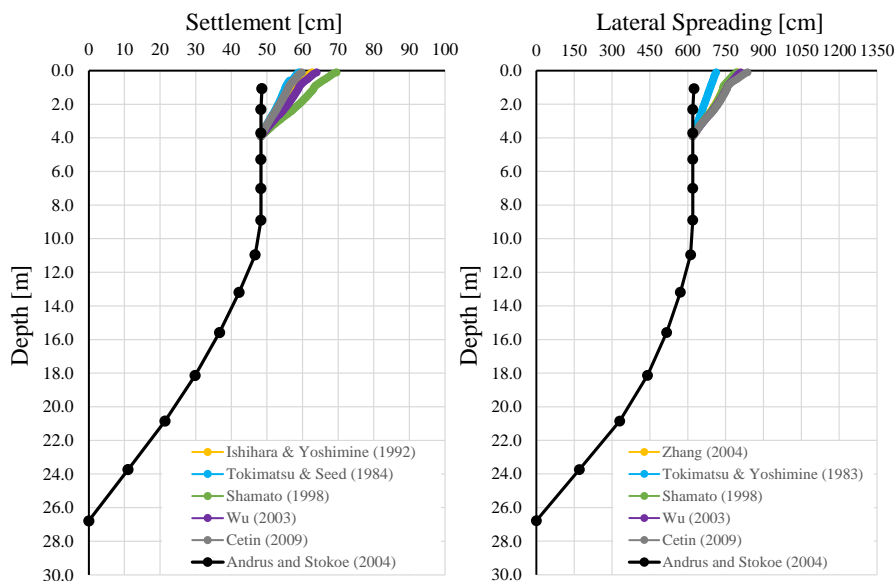 Settlement [cm]
0 10 20 30 40 50 60 70 80 90 100
Depth [m]
0.0
2.0
4.0
6.0
8.0
10.0
12.0
14.0
16.0
18.0
20.0
22.0
24.0
26.0
28.0
30.0
Ishihara & Yoshimine (1992)
Tokimatsu & Seed (1984)
Shamato (1998)
Wu (2003)
Cetin (2009)
Andrus and Stokoe (2004)
Lateral Spreading [cm]
0 150 300 450 600 750 900 1050 1200 1350
Depth [m]
0.0
2.0
4.0
6.0
8.0
10.0
12.0
14.0
16.0
18.0
20.0
22.0
24.0
26.0
28.0
30.0
Zhang (2004)
Tokimatsu & Yoshimine (1983)
Shamato (1998)
Wu (2003)
Cetin (2009)
Andrus and Stokoe (2004)